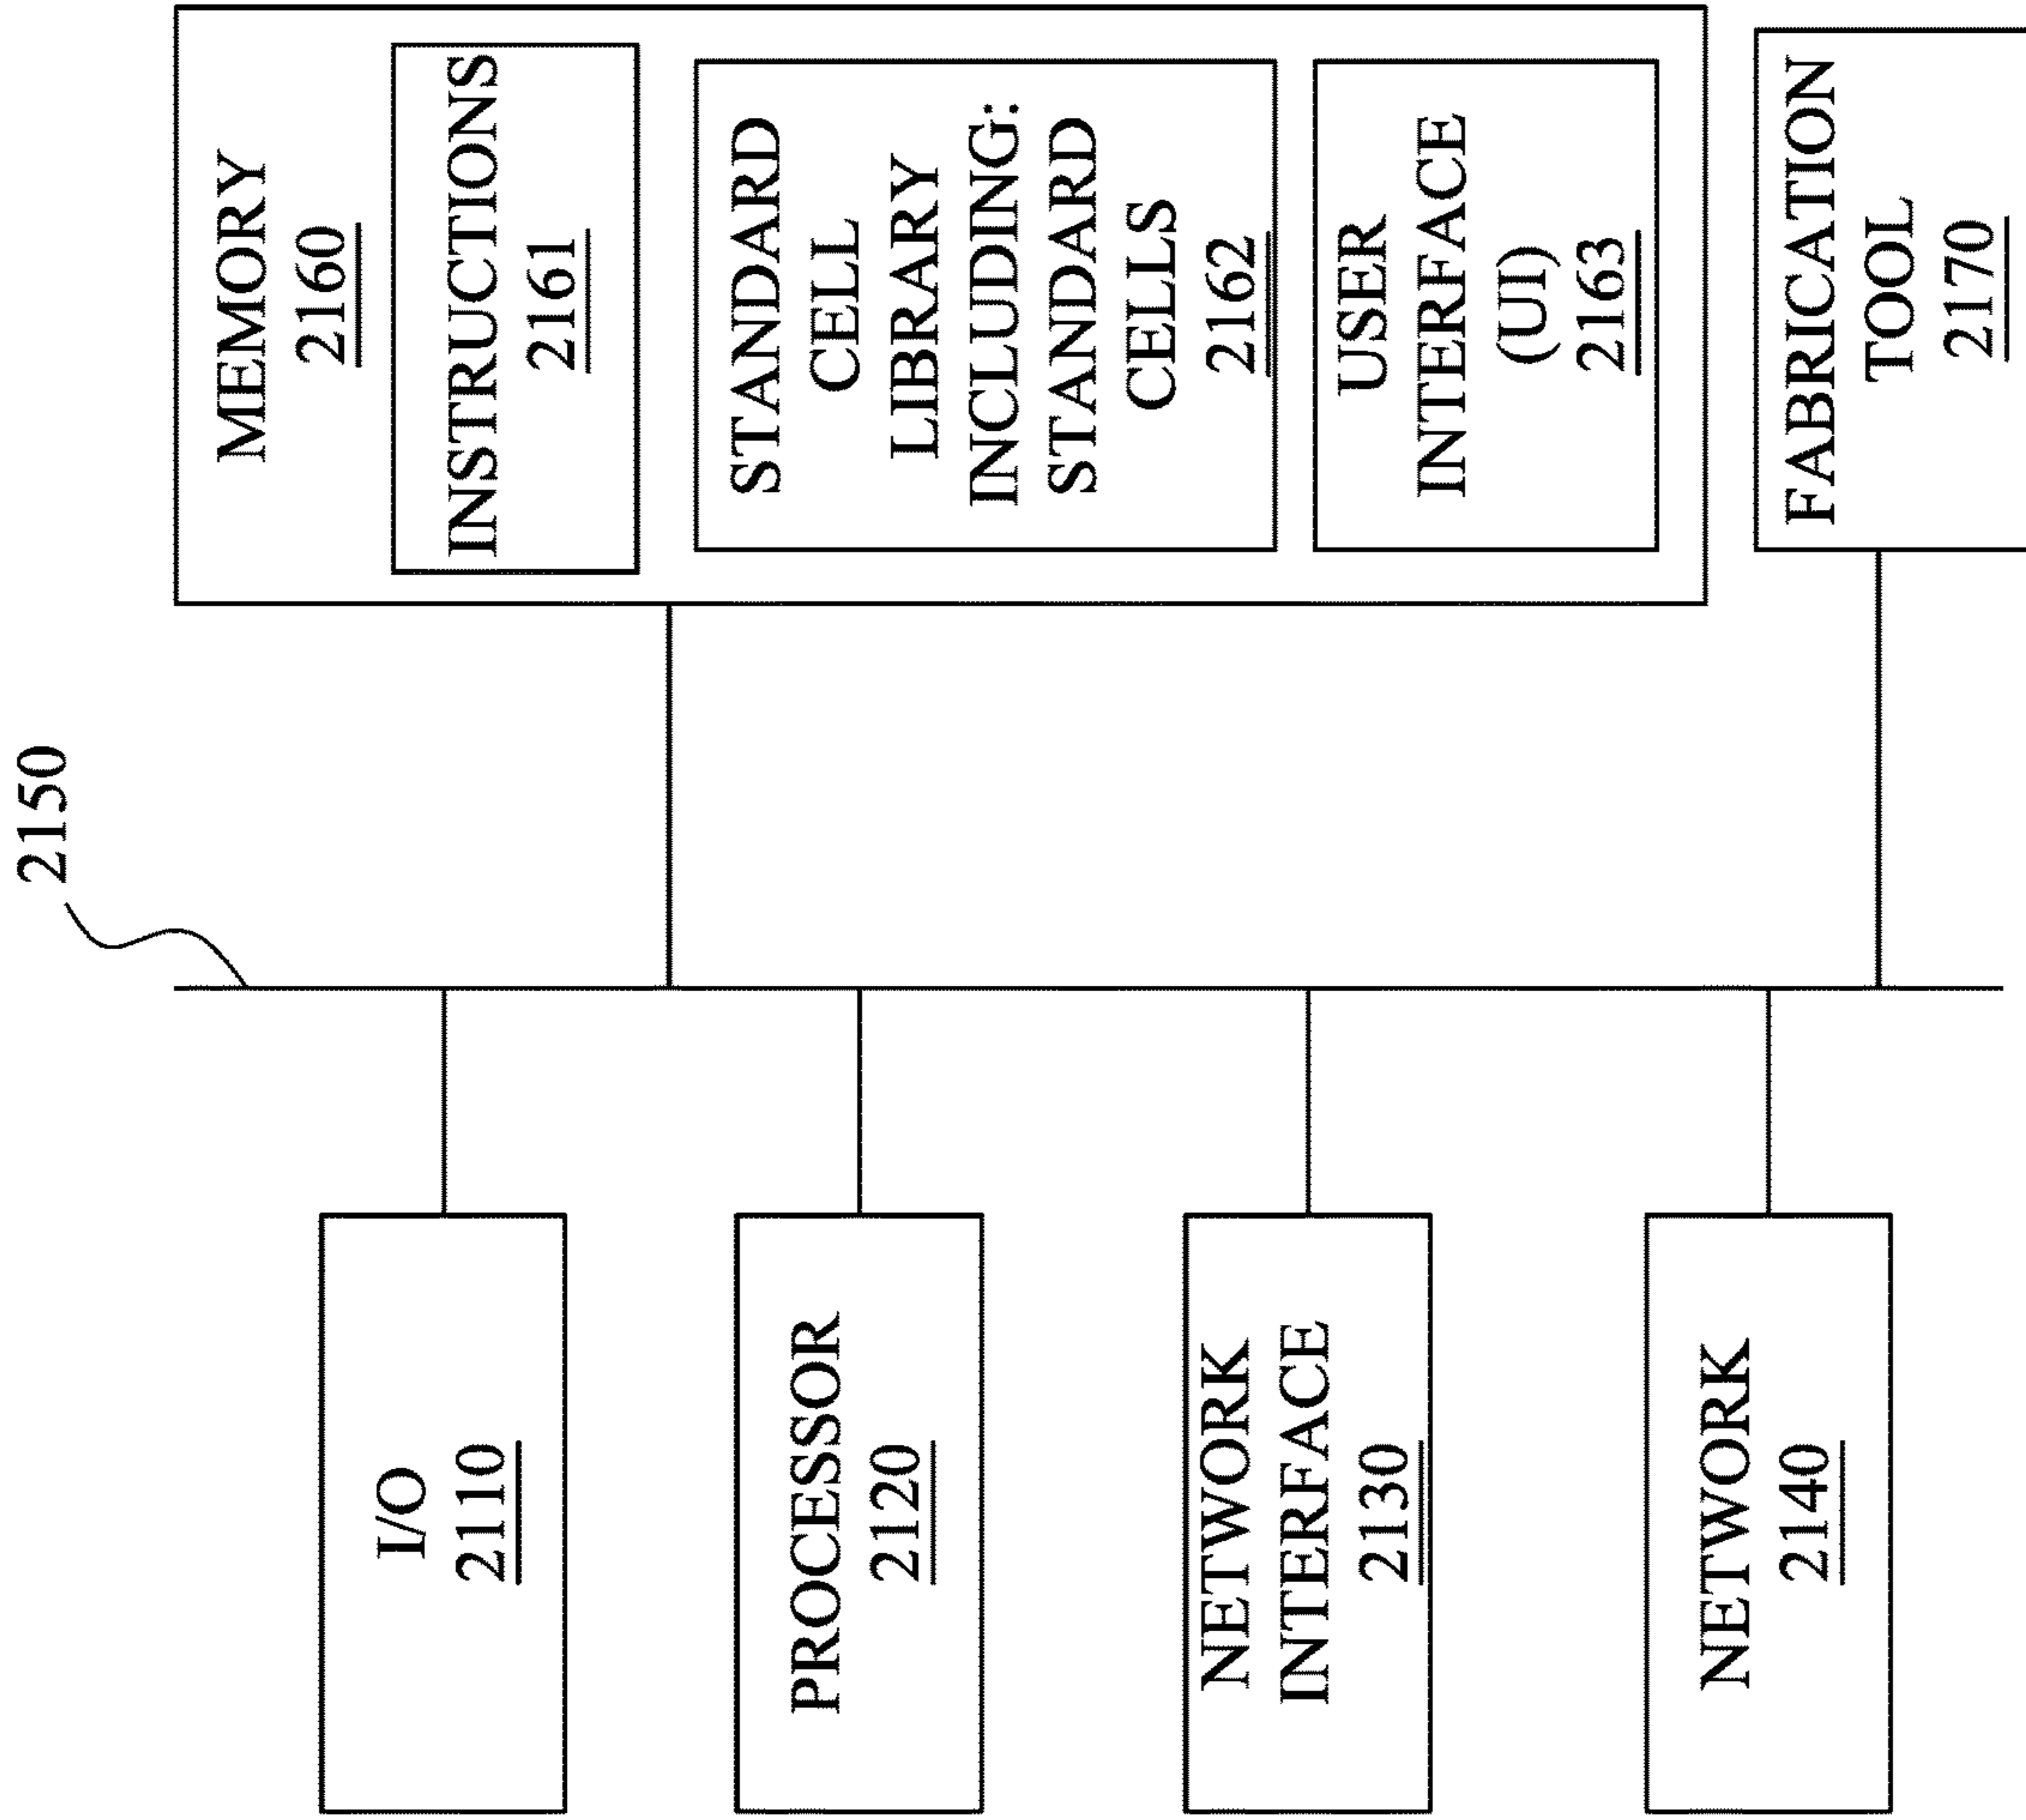 2150
MEMORY
2160
INSTRUCTIONS
2161
STANDARD
CELL
LIBRARY
INCLUDING:
STANDARD
CELLS
2162
USER
INTERFACE
(UI)
2163
FABRICATION
TOOL
2170
I/O
2110
PROCESSOR
2120
NETWORK
INTERFACE
2130
NETWORK
2140